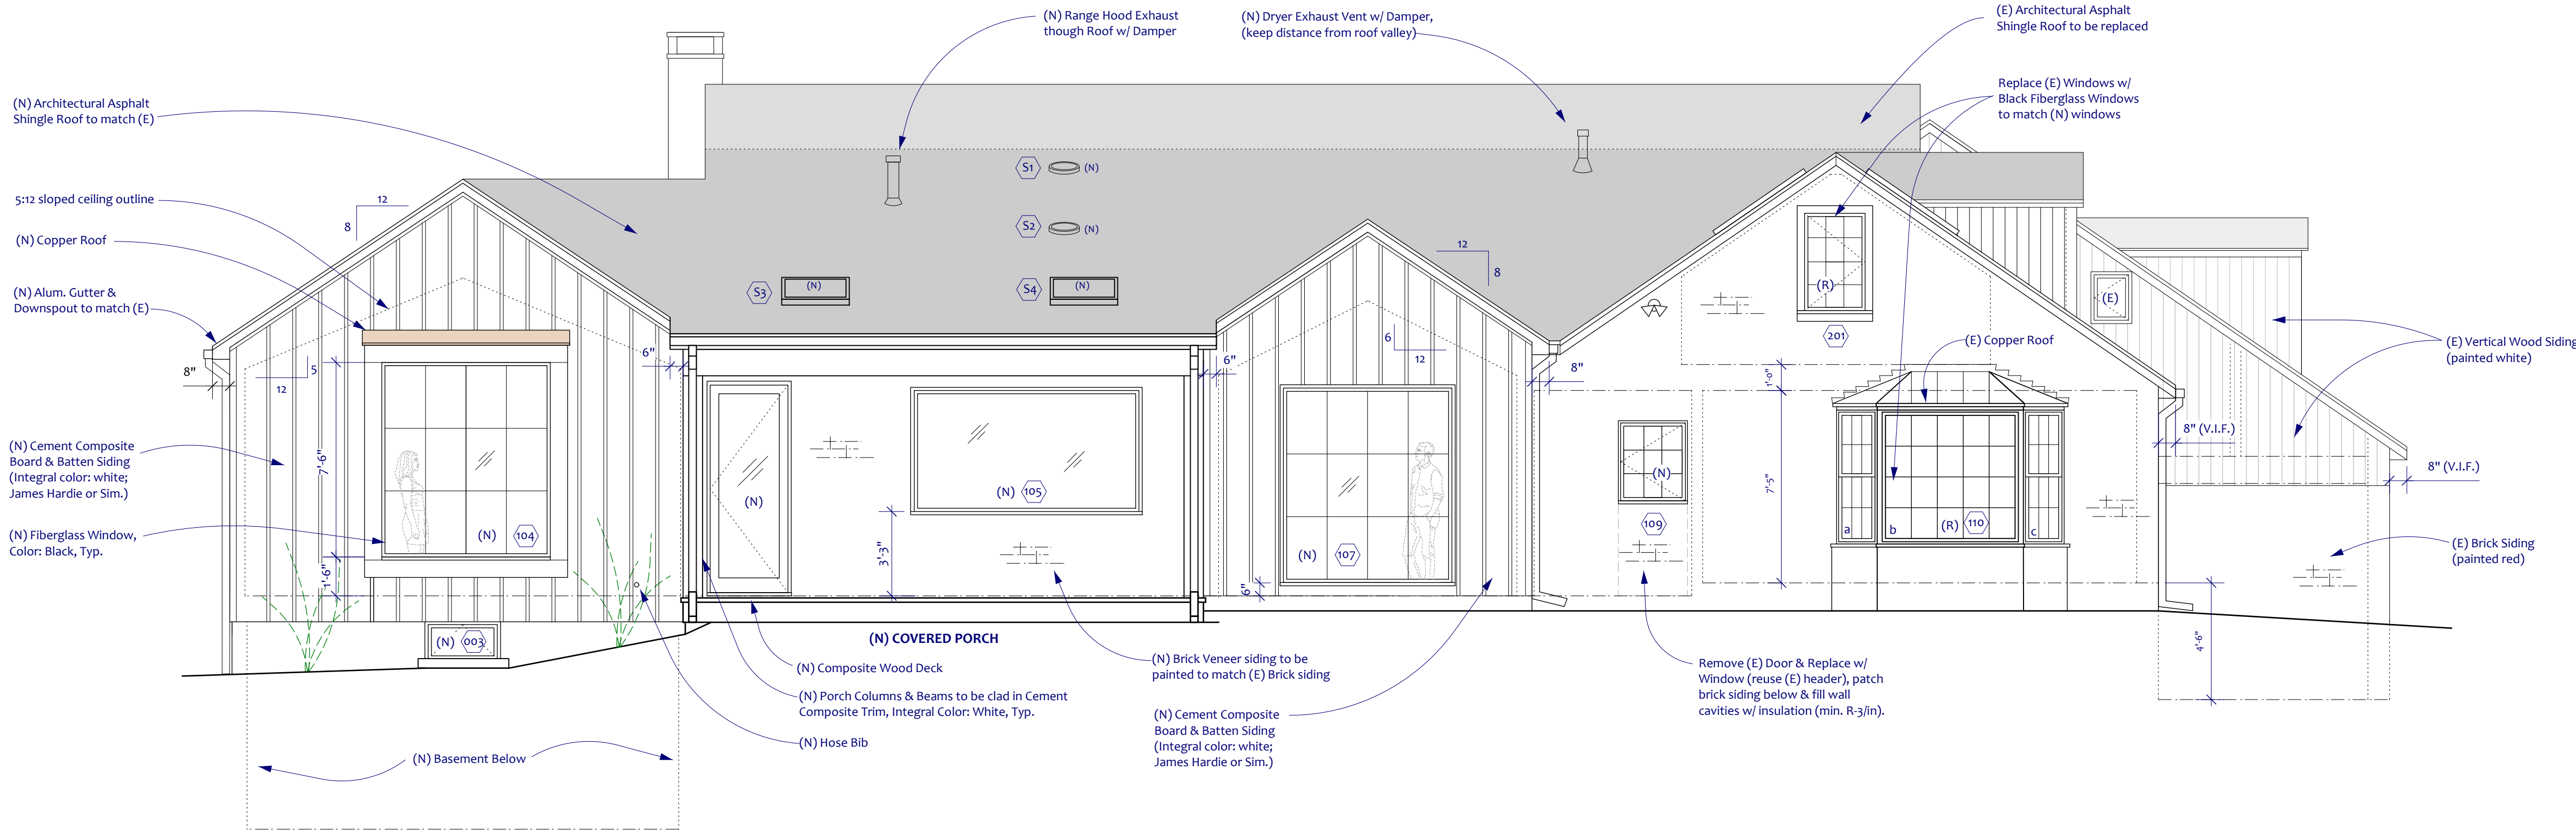 (N) Range Hood Exhaust
though Roof w/ Damper
(N) Dryer Exhaust Vent w/ Damper,
(keep distance from roof valley)
(E) Architectural Asphalt
Shingle Roof to be replaced
Replace (E) Windows w/
Black Fiberglass Windows
to match (N) windows
(N) Architectural Asphalt
Shingle Roof to match (E)
5:12 sloped ceiling outline
(N) Copper Roof
(N) Alum. Gutter &
Downspout to match (E)
(N) Cement Composite
Board & Batten Siding
(Integral color: white;
James Hardie or Sim.)
(N) Fiberglass Window,
Color: Black, Typ.
12
8
S1
(N)
S2
(N)
S3
(N)
S4
(N)
12
8
(R)
201
(E)
(E) Copper Roof
(E) Vertical Wood Siding
(painted white)
8"
5
12
6"
6"
6
12
8"
1'-0"
8" (V.I.F.)
8" (V.I.F.)
7'-6"
1'-6"
(N)
104
(N)
(N)
105
3'-3"
(N)
107
6"
(N)
109
7'-5"
a
b
(R)
110
c
(E) Brick Siding
(painted red)
4'-6"
(N)
003
(N) COVERED PORCH
(N) Composite Wood Deck
(N) Porch Columns & Beams to be clad in Cement
Composite Trim, Integral Color: White, Typ.
(N) Hose Bib
(N) Basement Below
(N) Brick Veneer siding to be
painted to match (E) Brick siding
(N) Cement Composite
Board & Batten Siding
(Integral color: white;
James Hardie or Sim.)
Remove (E) Door & Replace w/
Window (reuse (E) header), patch
brick siding below & fill wall
cavities w/ insulation (min. R-3/in).